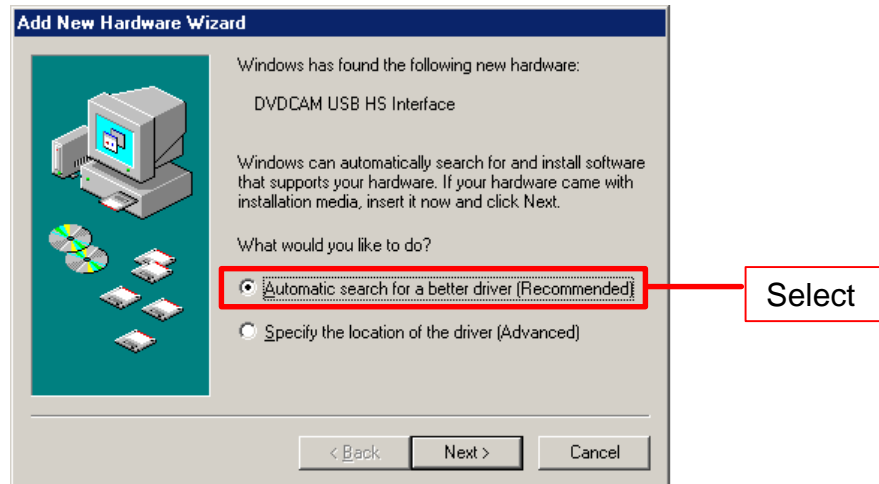 Add New Hardware Wizard
Windows has found the following new hardware:
DVDCAM USB HS Interface
Windows can automatically search for and install software
that supports your hardware. If your hardware came with
installation media, insert it now and click Next.
What would you like to do?
Automatic search for a better driver (Recommended)
Select
Specify the location of the driver (Advanced)
< Back
Next >
Cancel